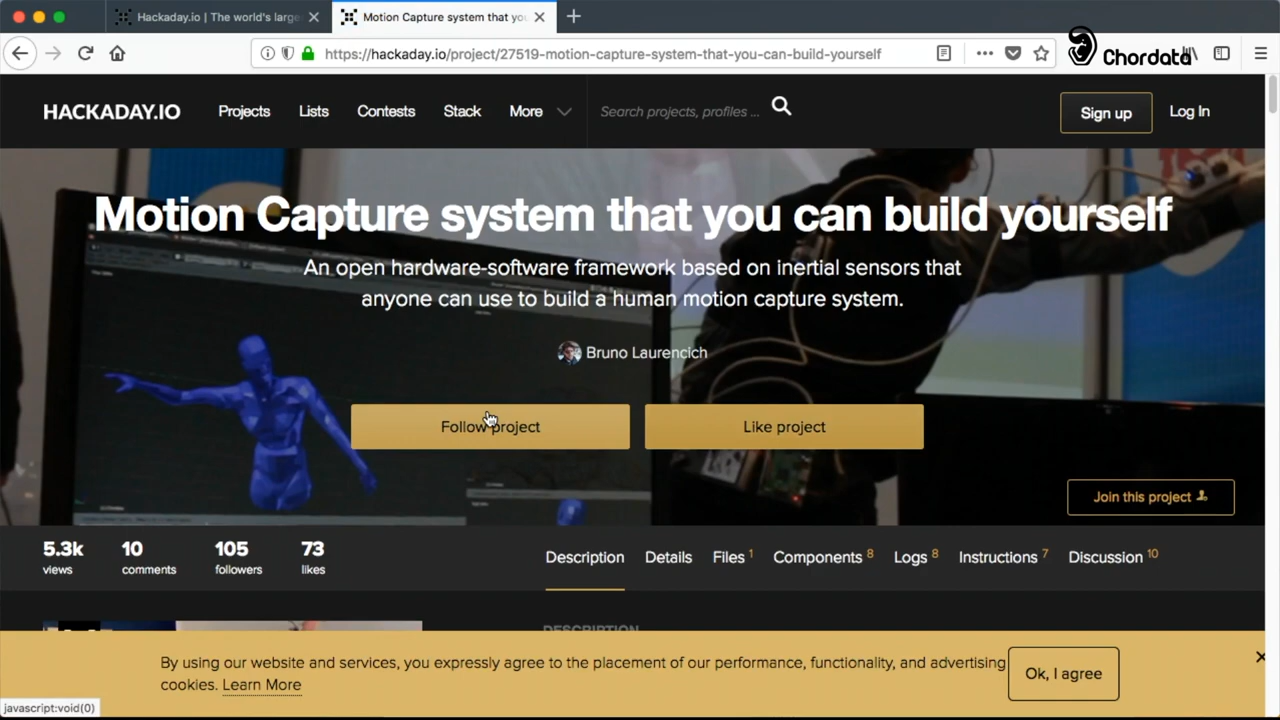 Hackaday.io | The world's large
Motion Capture system that you
https://hackaday.io/project/27519-motion-capture-system-that-you-can-build-yourself
Chordata
HACKADAY.IO
Projects
Lists
Contests
Stack
More
Search projects, profiles ...
Sign up
Log In
Motion Capture system that you can build yourself
An open hardware-software framework based on inertial sensors that
anyone can use to build a human motion capture system.
Bruno Laurencich
Follow project
Like project
Join this project
5.3k
views
10
comments
105
followers
73
likes
Description
Details
Files 1
Components 8
Logs 8
Instructions 7
Discussion 10
DESCRIPTION
By using our website and services, you expressly agree to the placement of our performance, functionality, and advertising
cookies. Learn More
Ok, I agree
javascript:void(0)